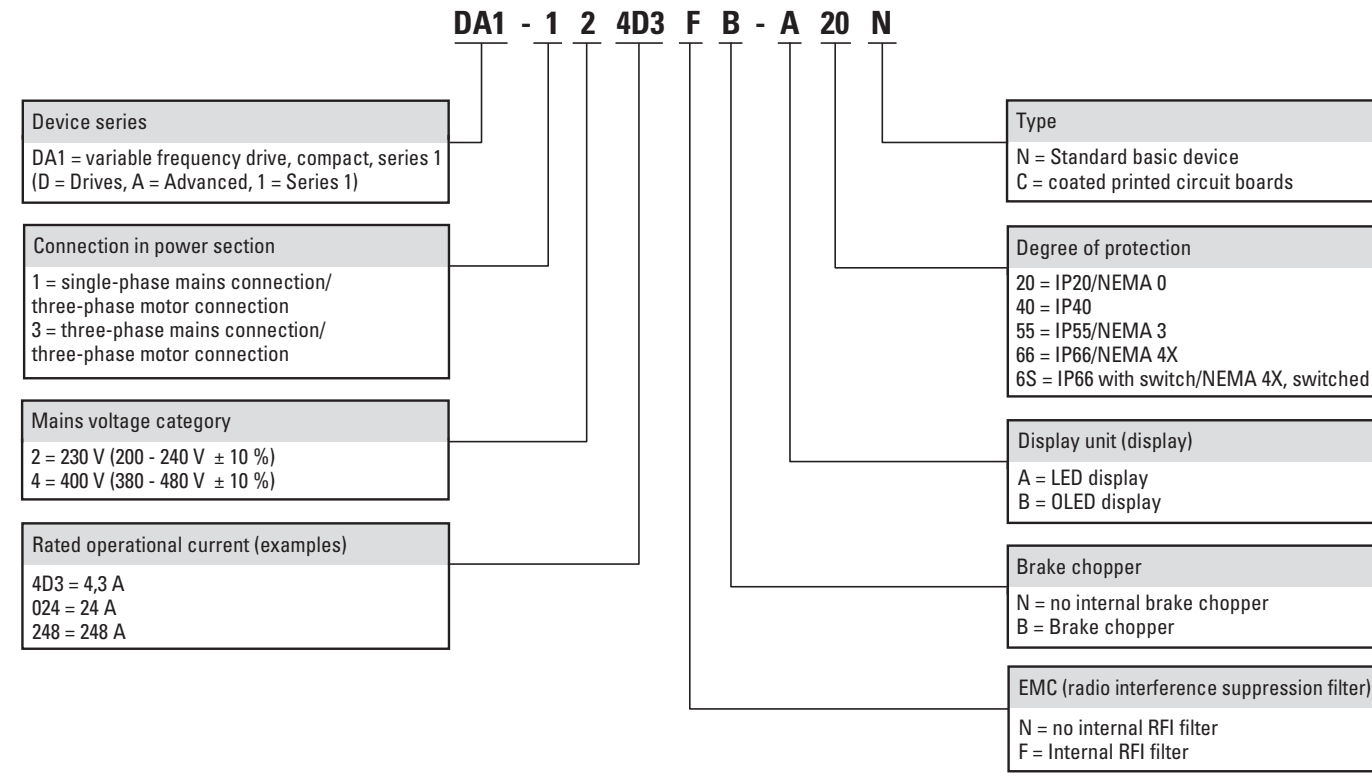 DA1 - 1 2 4D3 F B - A 20 N
Device series
DA1 = variable frequency drive, compact, series 1
(D = Drives, A = Advanced, 1 = Series 1)
Connection in power section
1 = single-phase mains connection/
three-phase motor connection
3 = three-phase mains connection/
three-phase motor connection
Mains voltage category
2 = 230 V (200 - 240 V ± 10 %)
4 = 400 V (380 - 480 V ± 10 %)
Rated operational current (examples)
4D3 = 4,3 A
024 = 24 A
248 = 248 A
Type
N = Standard basic device
C = coated printed circuit boards
Degree of protection
20 = IP20/NEMA 0
40 = IP40
55 = IP55/NEMA 3
66 = IP66/NEMA 4X
6S = IP66 with switch/NEMA 4X, switched
Display unit (display)
A = LED display
B = OLED display
Brake chopper
N = no internal brake chopper
B = Brake chopper
EMC (radio interference suppression filter)
N = no internal RFI filter
F = Internal RFI filter